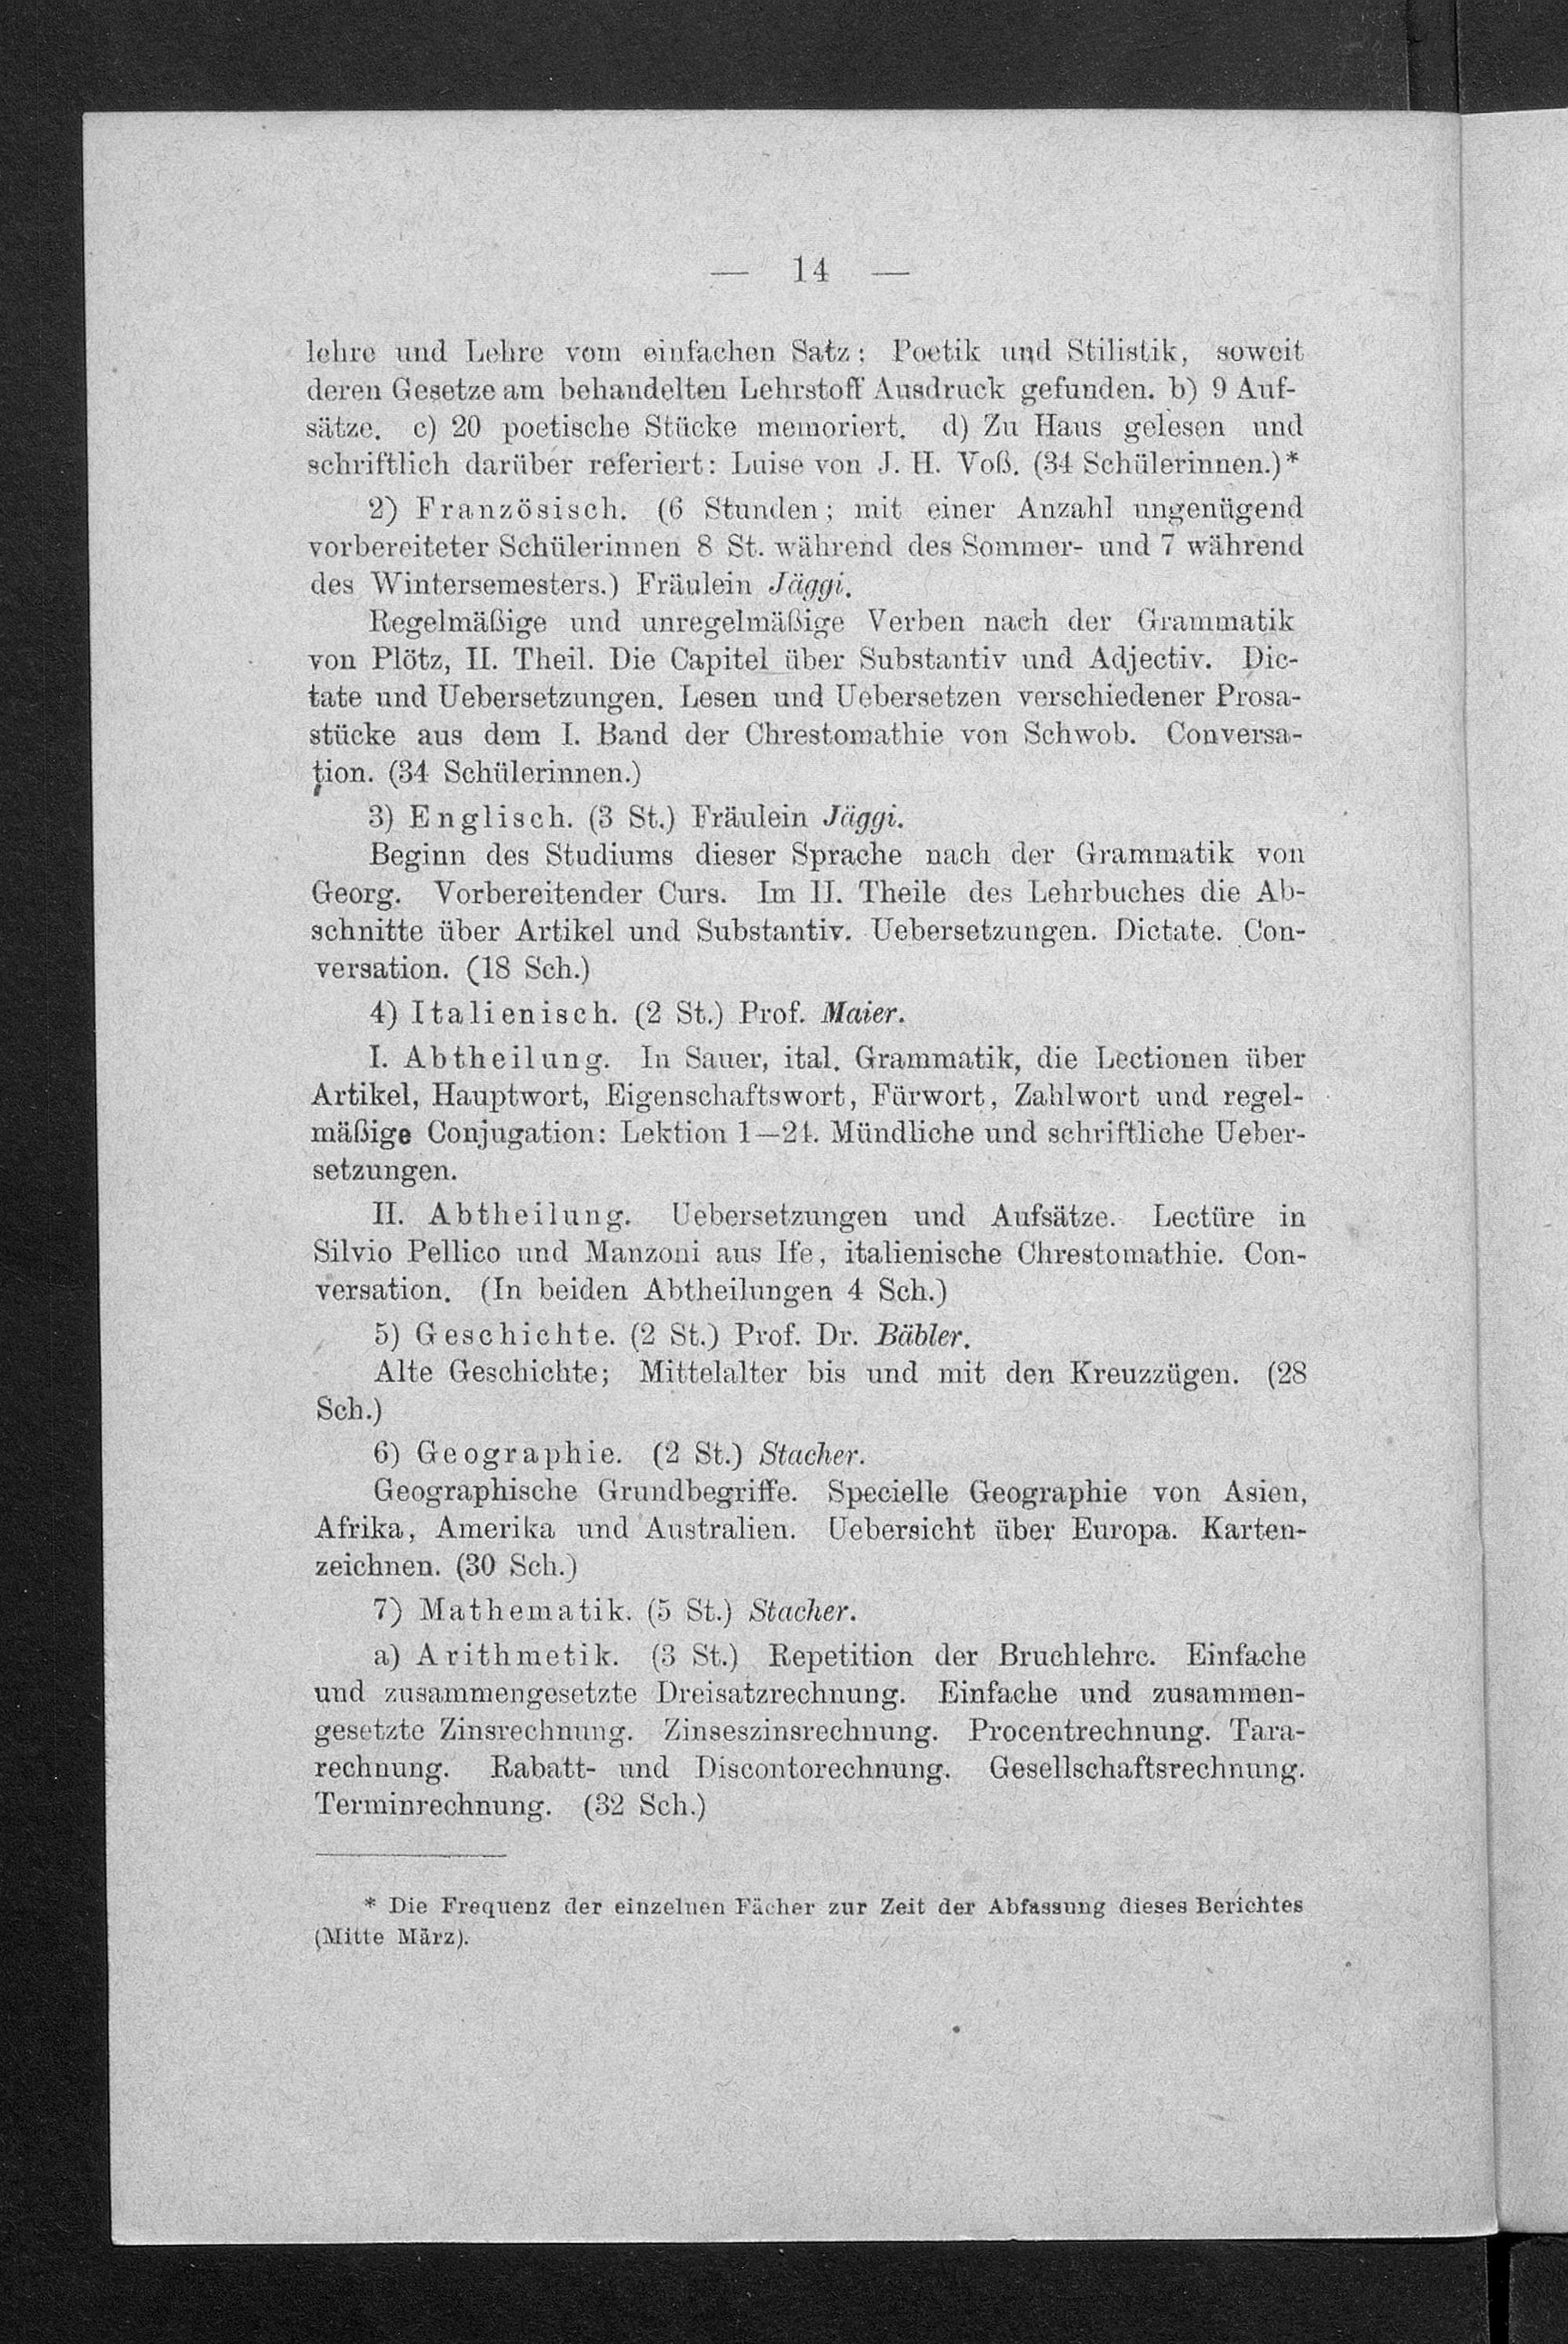 — 14 —
lehre und Lehre vom einfachen Satz; Poetik und Stilistik, soweit
deren Gesetze am behandelten Lehrstoff Ausdruck gefunden. b) 9 Auf-
sätze. c) 20 poetische Stücke memoriert. d) Zu Haus gelesen und
schriftlich darüber referiert: Luise von J. H. Voß. (34 Schülerinnen.)*
2) Französisch. (6 Stunden; mit einer Anzahl ungenügend
vorbereiteter Schülerinnen 8 St. während des Sommer- und 7 während
des Wintersemesters.) Fräulein Jäggi.
Regelmäßige und unregelmäßige Verben nach der Grammatik
von Plötz, II. Theil. Die Capitel über Substantiv und Adjectiv. Dic-
tate und Uebersetzungen. Lesen und Uebersetzen verschiedener Prosa-
stücke aus dem I. Band der Chrestomathie von Schwob. Conversa-
tion. (34 Schülerinnen.)
3) Englisch. (3 St.) Fräulein Jäggi.
Beginn des Studiums dieser Sprache nach der Grammatik von
Georg. Vorbereitender Curs. Im II. Theile des Lehrbuches die Ab-
schnitte über Artikel und Substantiv. Uebersetzungen. Dictate. Con-
versation. (18 Sch.)
4) Italienisch. (2 St.) Prof. Maier.
I. Abtheilung. In Sauer, ital. Grammatik, die Lectionen über
Artikel, Hauptwort, Eigenschaftswort, Fürwort, Zahlwort und regel-
mäßige Conjugation: Lektion 1—24. Mündliche und schriftliche Ueber-
setzungen.
II. Abtheilung. Uebersetzungen und Aufsätze. Lectüre in
Silvio Pellico und Manzoni aus Ife, italienische Chrestomathie. Con-
versation. (In beiden Abtheilungen 4 Sch.)
5) Geschichte. (2 St.) Prof. Dr. Bäbler.
Alte Geschichte; Mittelalter bis und mit den Kreuzzügen. (28
Sch.)
6) Geographie. (2 St.) Stacher.
Geographische Grundbegriffe. Specielle Geographie von Asien,
Afrika, Amerika und Australien. Uebersicht über Europa. Karten-
zeichnen. (30 Sch.)
7) Mathematik. (5 St.) Stacher.
a) Arithmetik. (3 St.) Repetition der Bruchlehre. Einfache
und zusammengesetzte Dreisatzrechnung. Einfache und zusammen-
gesetzte Zinsrechnung. Zinseszinsrechnung. Procentrechnung. Tara-
rechnung. Rabatt- und Discontorechnung. Gesellschaftsrechnung.
Terminrechnung. (32 Sch.)
* Die Frequenz der einzelnen Fächer zur Zeit der Abfassung dieses Berichtes
(Mitte März).